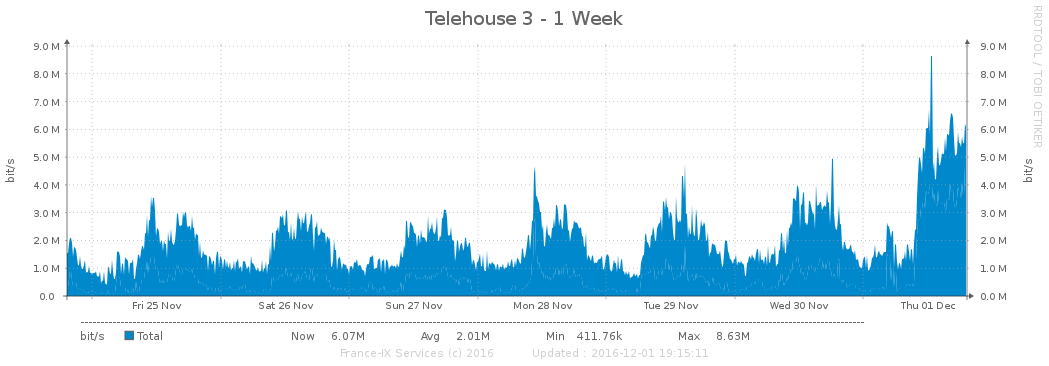 Telehouse 3 - 1 Week
RRDTOOL / TOBI OETIKER
9.0 M 9.0 M
8.0 M 8.0 M
7.0 M 7.0 M
6.0 M 6.0 M
5.0 M 5.0 M
4.0 M 4.0 M
3.0 M 3.0 M
2.0 M 2.0 M
1.0 M 1.0 M
0.0 0.0 M
bit/s bit/s
Fri 25 Nov Sat 26 Nov Sun 27 Nov Mon 28 Nov Tue 29 Nov Wed 30 Nov Thu 01 Dec
bit/s Total Now 6.07M Avg 2.01M Min 411.76k Max 8.63M
France-IX Services (c) 2016 Updated : 2016-12-01 19:15:11